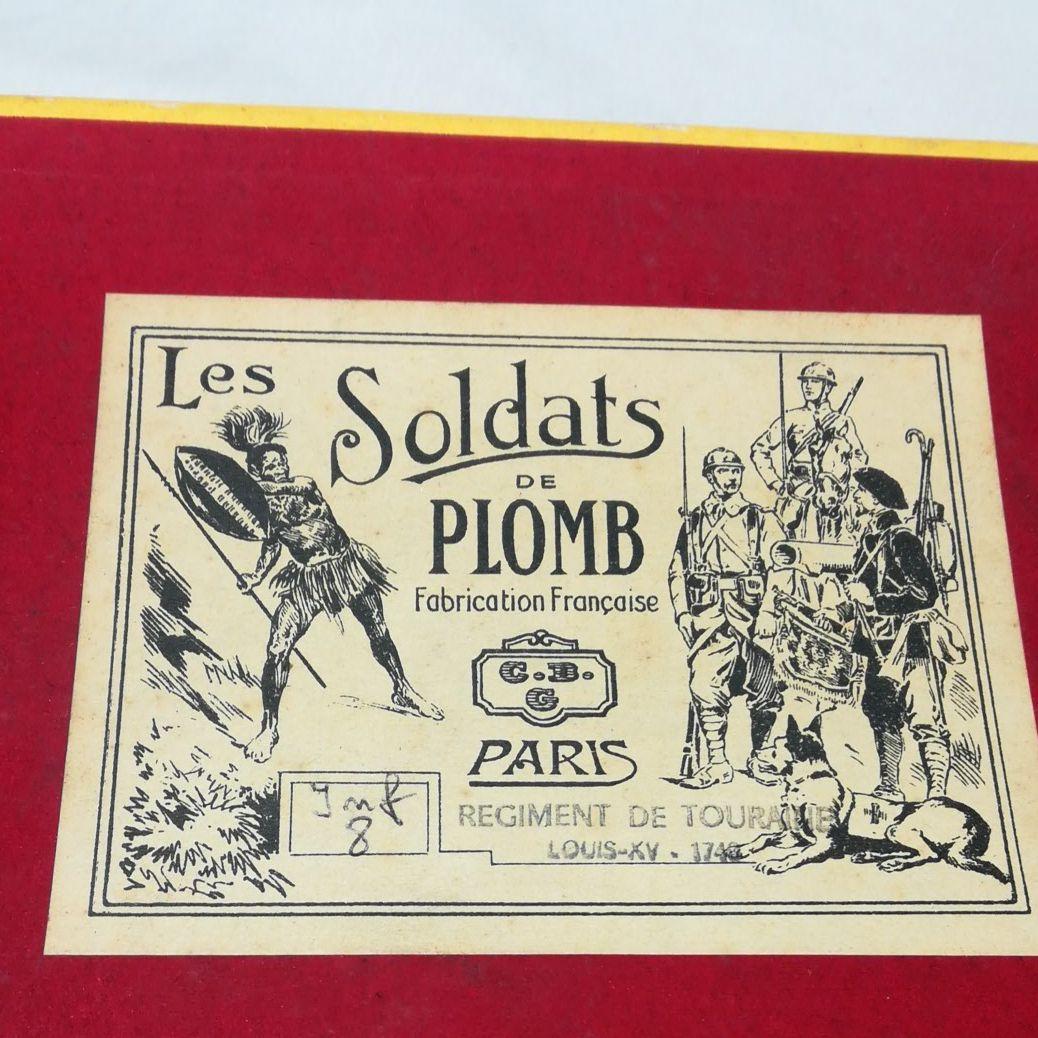 Les Soldats
DE
PLOMB
Fabrication Française
C.B.
G
PARIS
Inf
8
REGIMENT DE TOURAINE
LOUIS-XV.